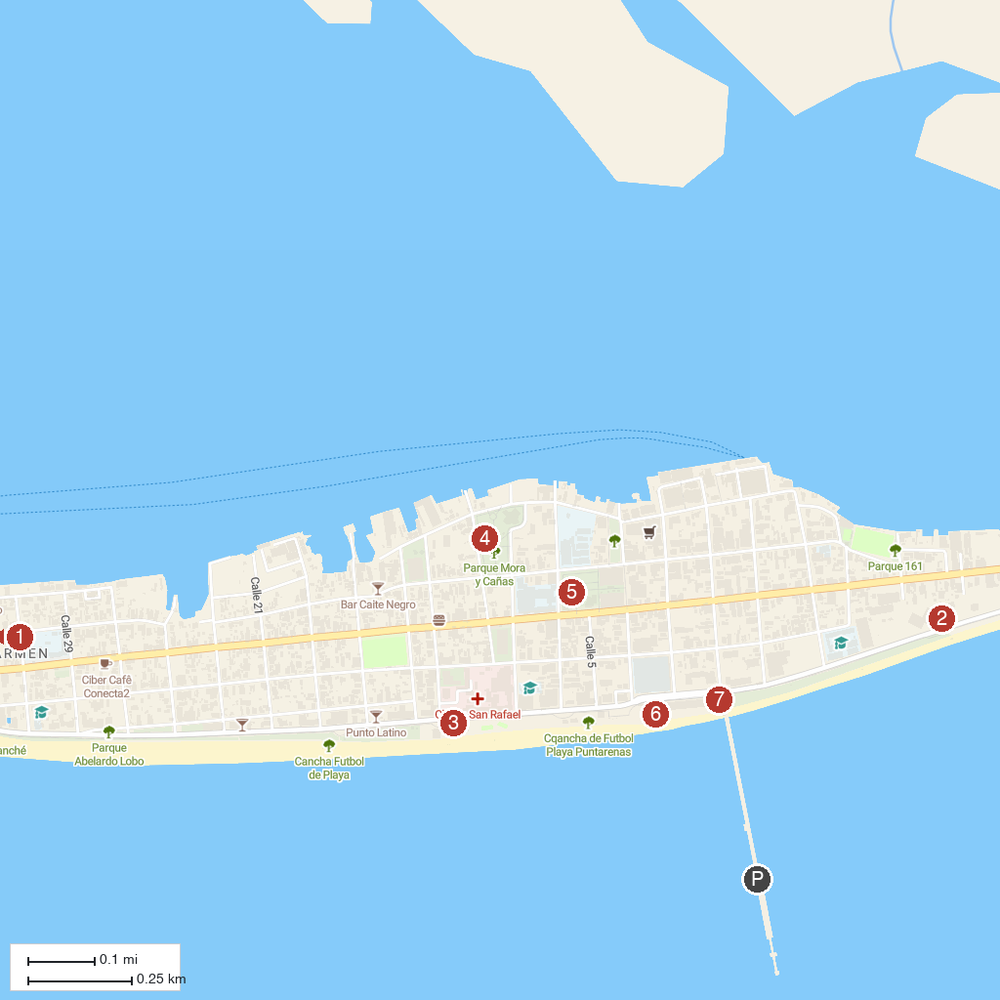 4
Parque Mora
y Cañas
Parque 161
Calle 21
5
Bar Caite Negro
2
Calle 29
1
ARMEN
Calle 5
Ciber Café
Conecta2
7
San Rafael
3
6
Punto Latino
Cqancha de Futbol
Playa Puntarenas
anché
Parque
Abelardo Lobo
Cancha Futbol
de Playa
P
0.1 mi
0.25 km